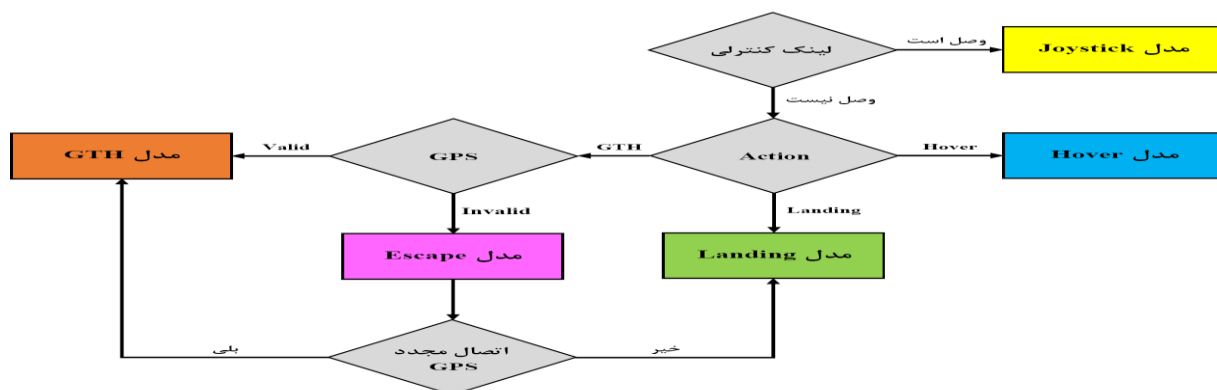 لینک کنترلی
وصل است
مدل Joystick
وصل نیست
مدل GTH
Valid
GPS
GTH
Action
Hover
مدل Hover
Invalid
Landing
مدل Escape
مدل Landing
بلی
اتصال مجدد
GPS
خیر